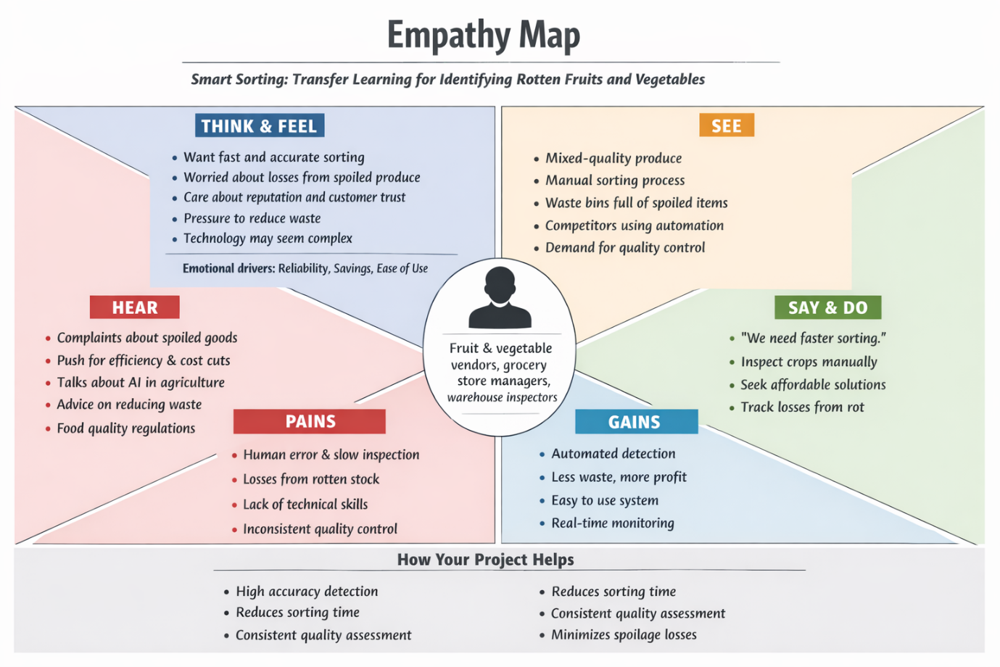 Empathy Map
Smart Sorting: Transfer Learning for Identifying Rotten Fruits and Vegetables
THINK & FEEL
• Want fast and accurate sorting
• Worried about losses from spoiled produce
• Care about reputation and customer trust
• Pressure to reduce waste
• Technology may seem complex
Emotional drivers: Reliability, Savings, Ease of Use
SEE
• Mixed-quality produce
• Manual sorting process
• Waste bins full of spoiled items
• Competitors using automation
• Demand for quality control
HEAR
• Complaints about spoiled goods
• Push for efficiency & cost cuts
• Talks about AI in agriculture
• Advice on reducing waste
• Food quality regulations
Fruit & vegetable
vendors, grocery
store managers,
warehouse inspectors
SAY & DO
• "We need faster sorting."
• Inspect crops manually
• Seek affordable solutions
• Track losses from rot
PAINS
• Human error & slow inspection
• Losses from rotten stock
• Lack of technical skills
• Inconsistent quality control
GAINS
• Automated detection
• Less waste, more profit
• Easy to use system
• Real-time monitoring
How Your Project Helps
• High accuracy detection
• Reduces sorting time
• Consistent quality assessment
• Reduces sorting time
• Consistent quality assessment
• Minimizes spoilage losses